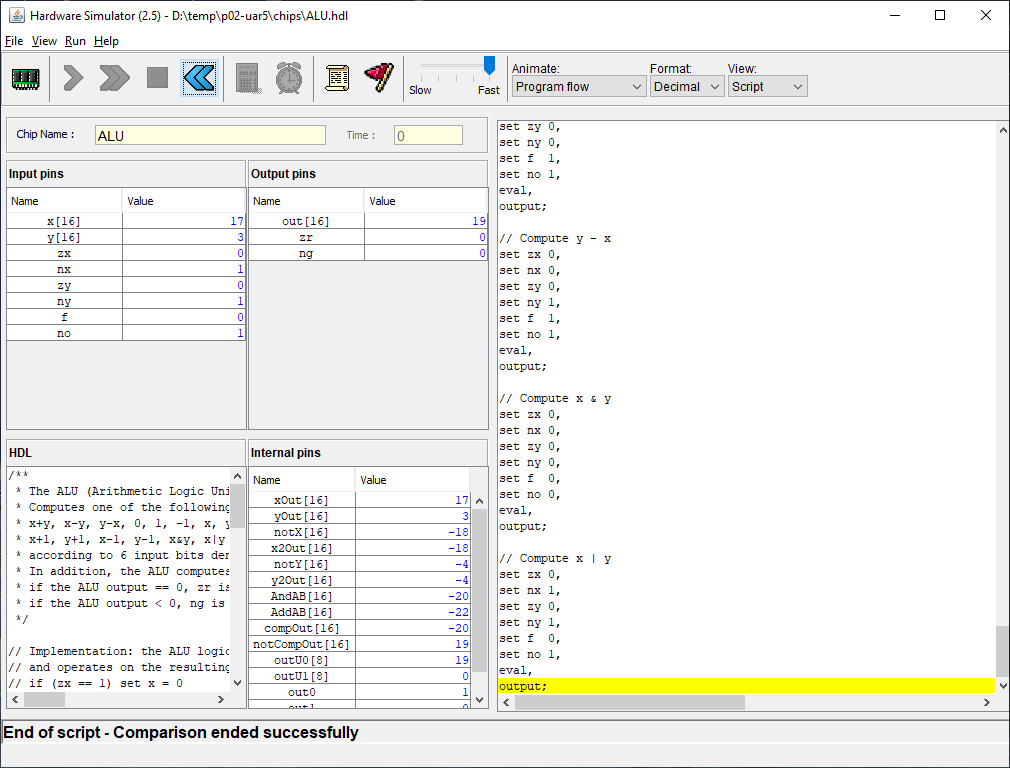 Hardware Simulator (2.5) - D:\temp\p02-uar5\chips\ALU.hdl
File View Run Help
Slow Fast
Animate: Format: View:
Program flow Decimal Script
Chip Name : ALU Time : 0
Input pins
Name Value
x[16] 17
y[16] 3
zx 0
nx 1
zy 0
ny 1
f 0
no 1
Output pins
Name Value
out[16] 19
zr 0
ng 0
HDL
/**
* The ALU (Arithmetic Logic Uni
* Computes one of the following
* x+y, x-y, y-x, 0, 1, -1, x, y
* x+1, y+1, x-1, y-1, x&y, x|y
* according to 6 input bits den
* In addition, the ALU computes
* if the ALU output == 0, zr is
* if the ALU output < 0, ng is
*/
// Implementation: the ALU logic
// and operates on the resulting
// if (zx == 1) set x = 0
Internal pins
Name Value
xOut[16] 17
yOut[16] 3
notX[16] -18
x2Out[16] -18
notY[16] -4
y2Out[16] -4
AndAB[16] -20
AddAB[16] -22
compOut[16] -20
notCompOut[16] 19
outU0[8] 19
outU1[8] 0
out0 1
set zy 0,
set ny 0,
set f 1,
set no 1,
eval,
output;
// Compute y - x
set zx 0,
set nx 0,
set zy 0,
set ny 1,
set f 1,
set no 1,
eval,
output;
// Compute x & y
set zx 0,
set nx 0,
set zy 0,
set ny 0,
set f 0,
set no 0,
eval,
output;
// Compute x | y
set zx 0,
set nx 1,
set zy 0,
set ny 1,
set f 0,
set no 1,
eval,
output;
End of script - Comparison ended successfully